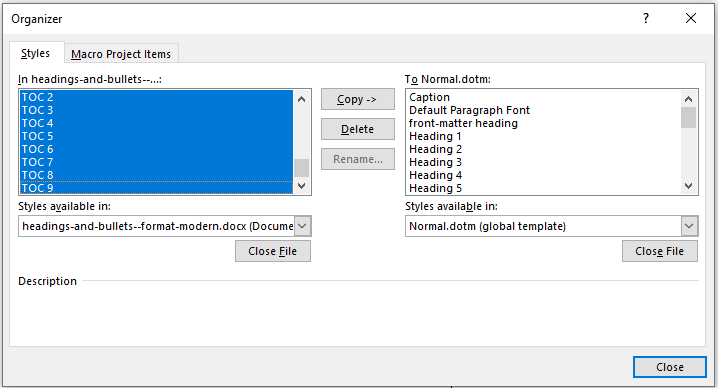 Organizer
?
Styles
Macro Project Items
In headings-and-bullets--...:
TOC 2
TOC 3
TOC 4
TOC 5
TOC 6
TOC 7
TOC 8
TOC 9
Copy ->
Delete
Rename...
To Normal.dotm:
Caption
Default Paragraph Font
front-matter heading
Heading 1
Heading 2
Heading 3
Heading 4
Heading 5
Styles available in:
headings-and-bullets--format-modern.docx (Docume
Close File
Styles available in:
Normal.dotm (global template)
Close File
Description
Close